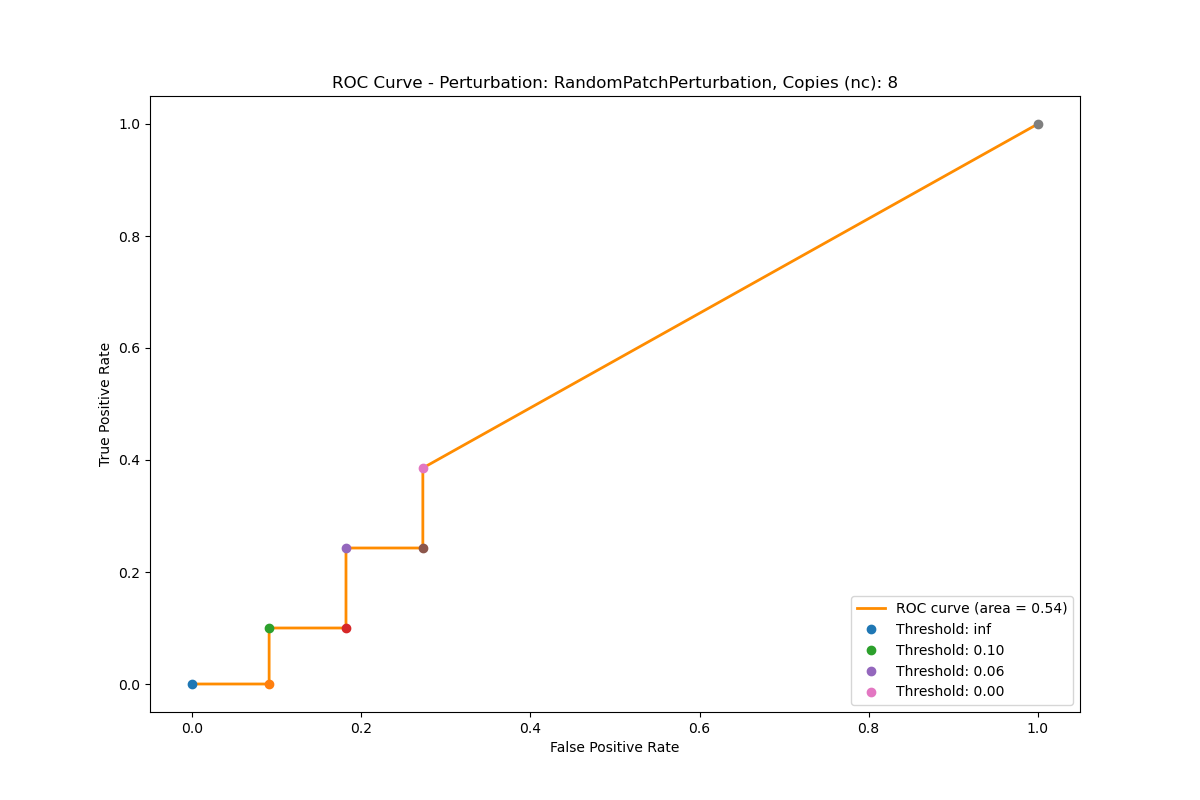 ROC Curve - Perturbation: RandomPatchPerturbation, Copies (nc): 8
1.0
0.8
0.6
0.4
0.2
0.0
True Positive Rate
0.0
0.2
0.4
0.6
0.8
1.0
False Positive Rate
ROC curve (area = 0.54)
Threshold: inf
Threshold: 0.10
Threshold: 0.06
Threshold: 0.00